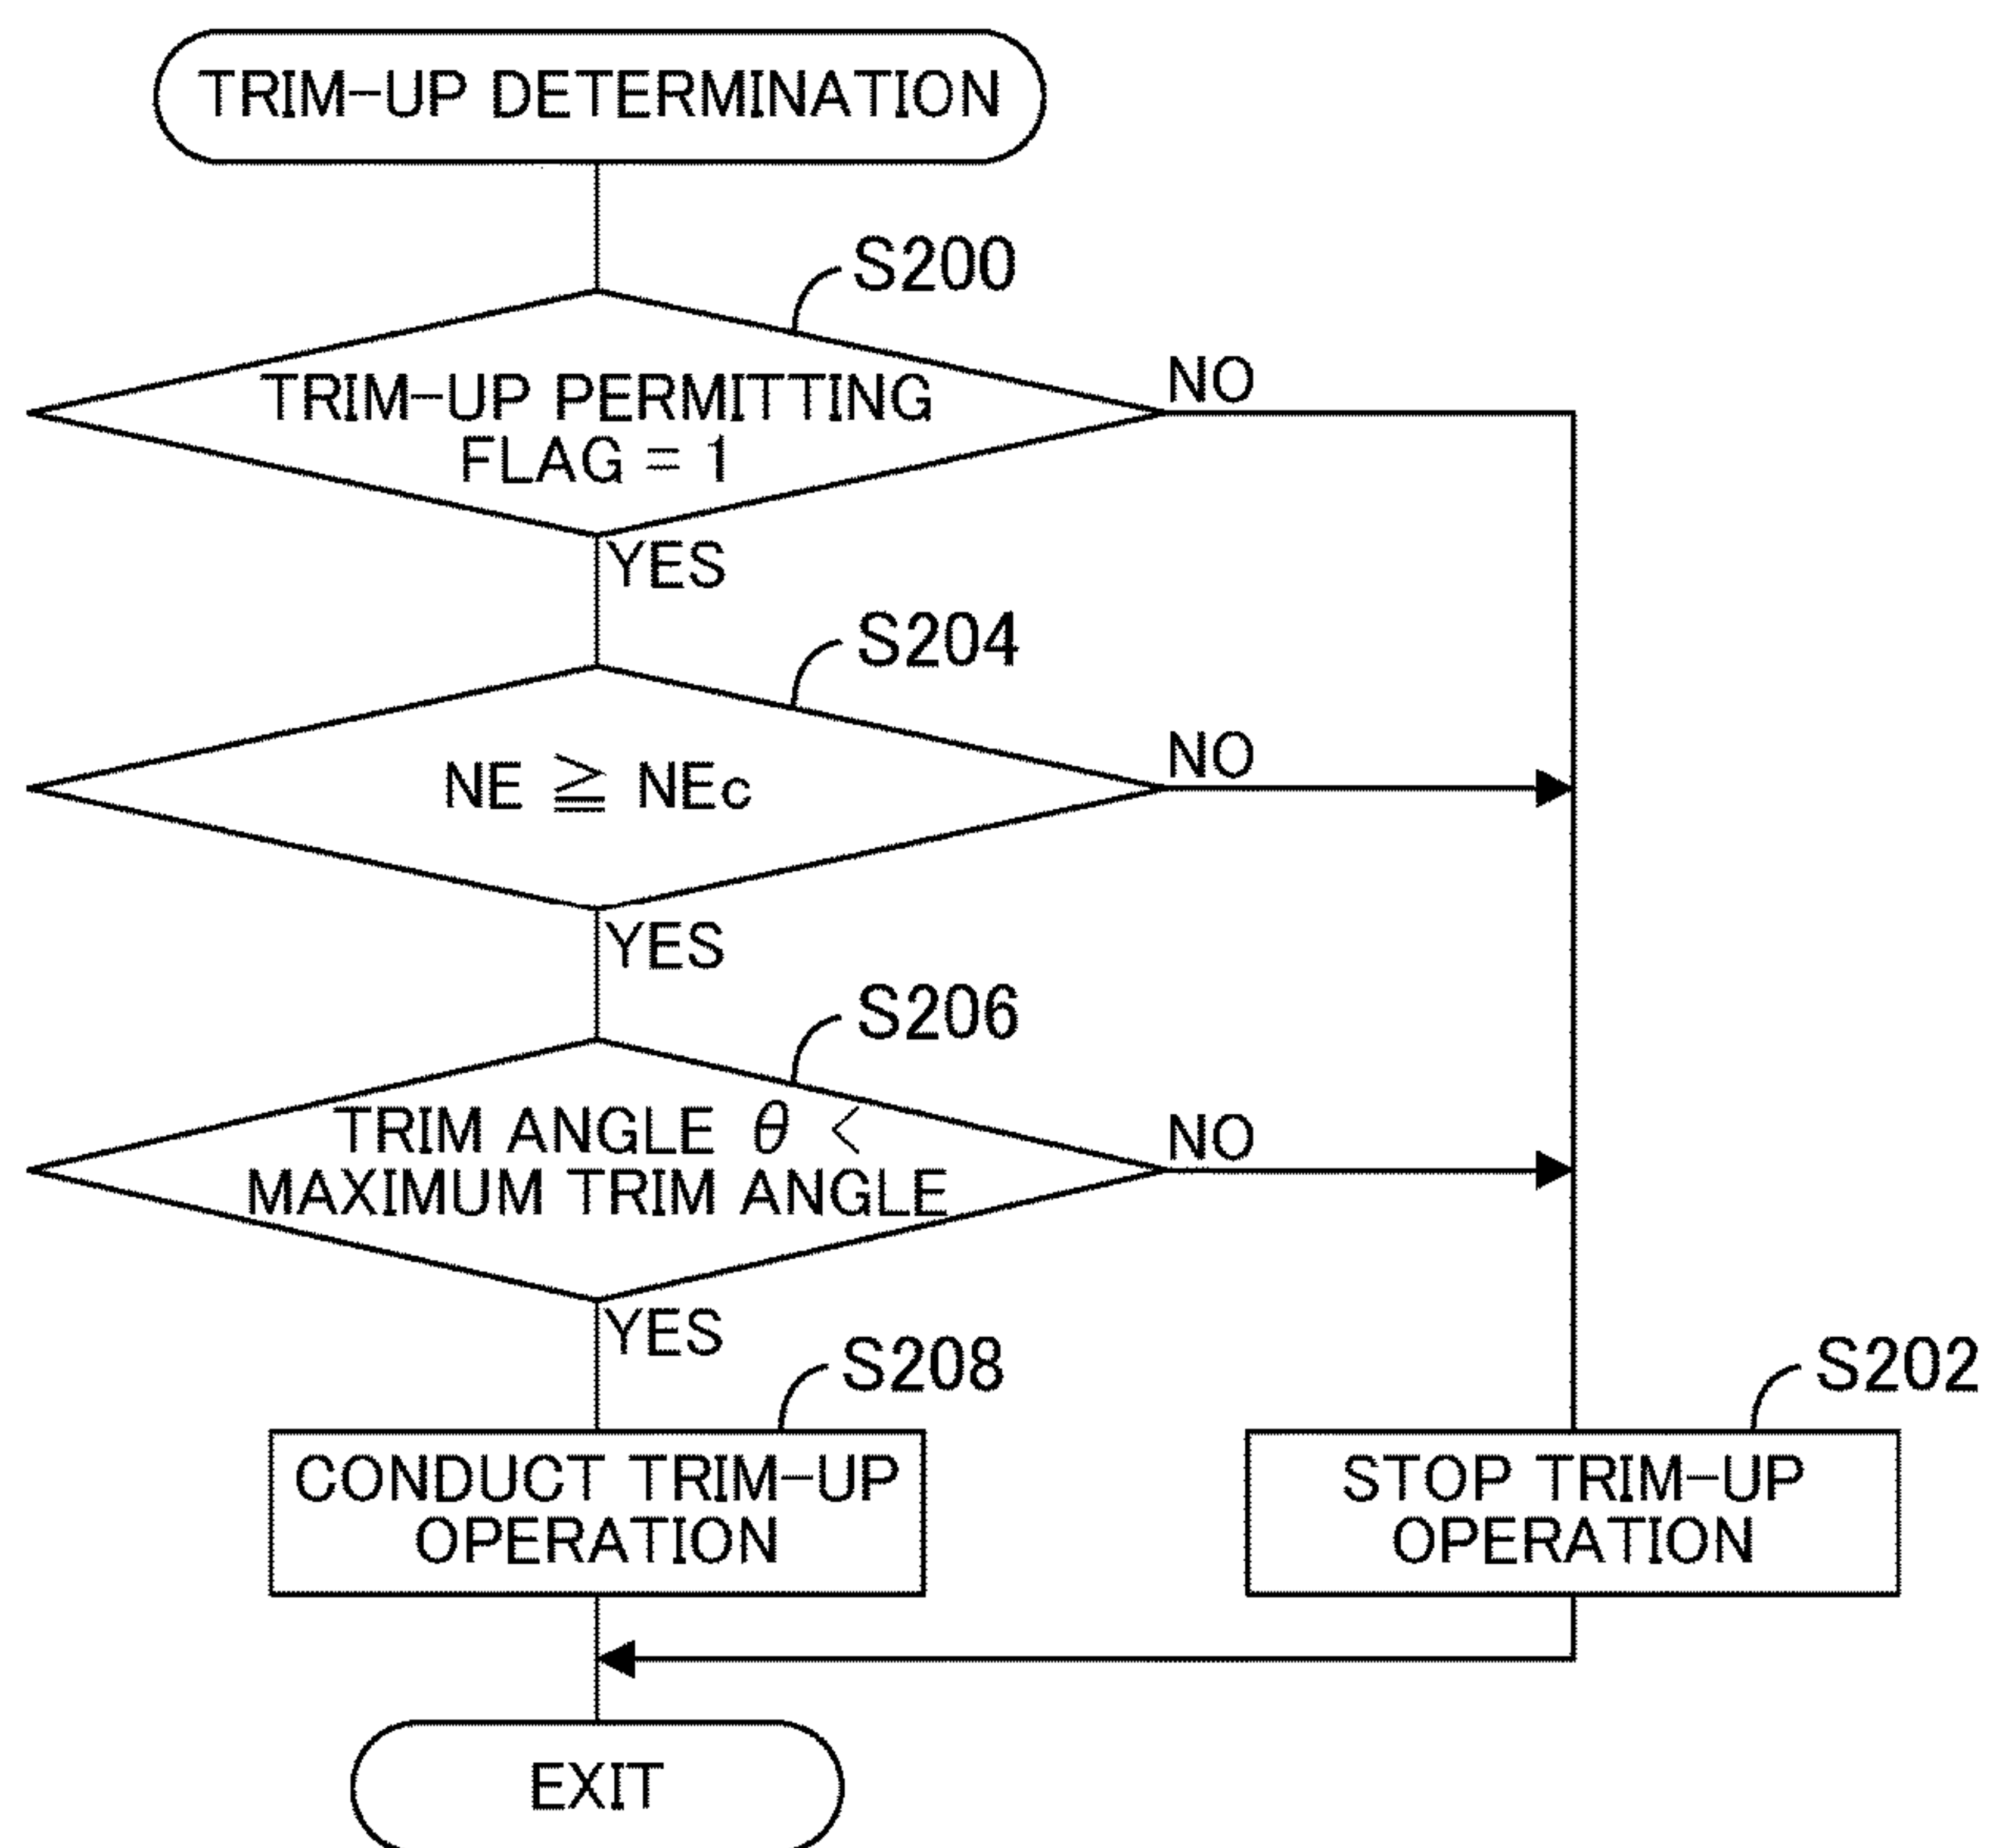 TRIM-UP DETERMINATION
S200
TRIM-UP PERMITTING
FLAG = 1
NO
YES
S204
NE ≧ NEc
NO
YES
S206
TRIM ANGLE θ <
MAXIMUM TRIM ANGLE
NO
YES
S208
CONDUCT TRIM-UP
OPERATION
S202
STOP TRIM-UP
OPERATION
EXIT